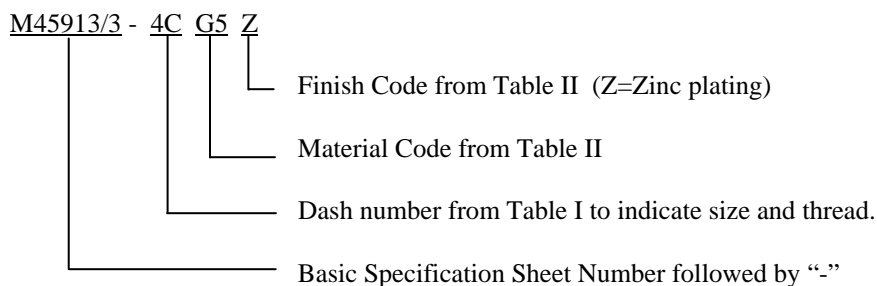 M45913/3 - 4C G5 Z
Finish Code from Table II (Z=Zinc plating)
Material Code from Table II
Dash number from Table I to indicate size and thread.
Basic Specification Sheet Number followed by “-”